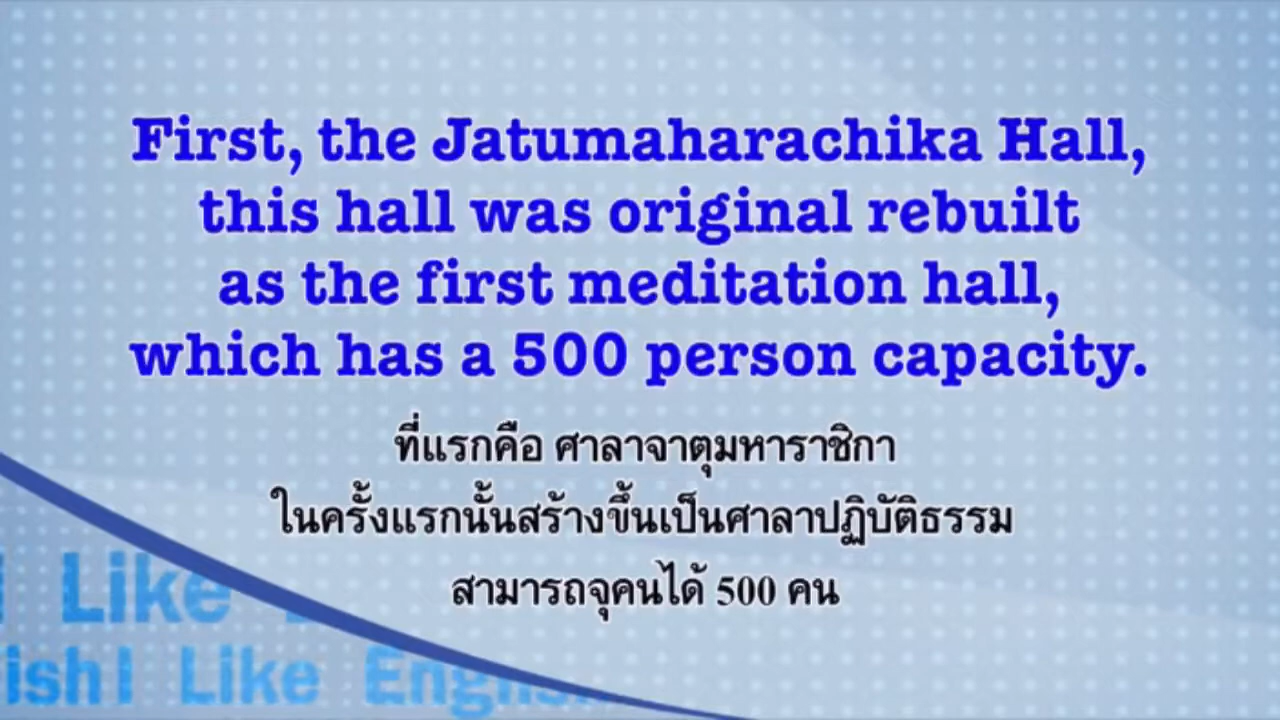 First, the Jatumaharachika Hall,
this hall was original rebuilt
as the first meditation hall,
which has a 500 person capacity.
ที่แรกคือ ศาลาจาตุมหาราชิกา
ในครั้งแรกนั้นสร้างขึ้นเป็นศาลาปฏิบัติธรรม
สามารถจุคนได้ 500 คน
I Like
ish! Like English